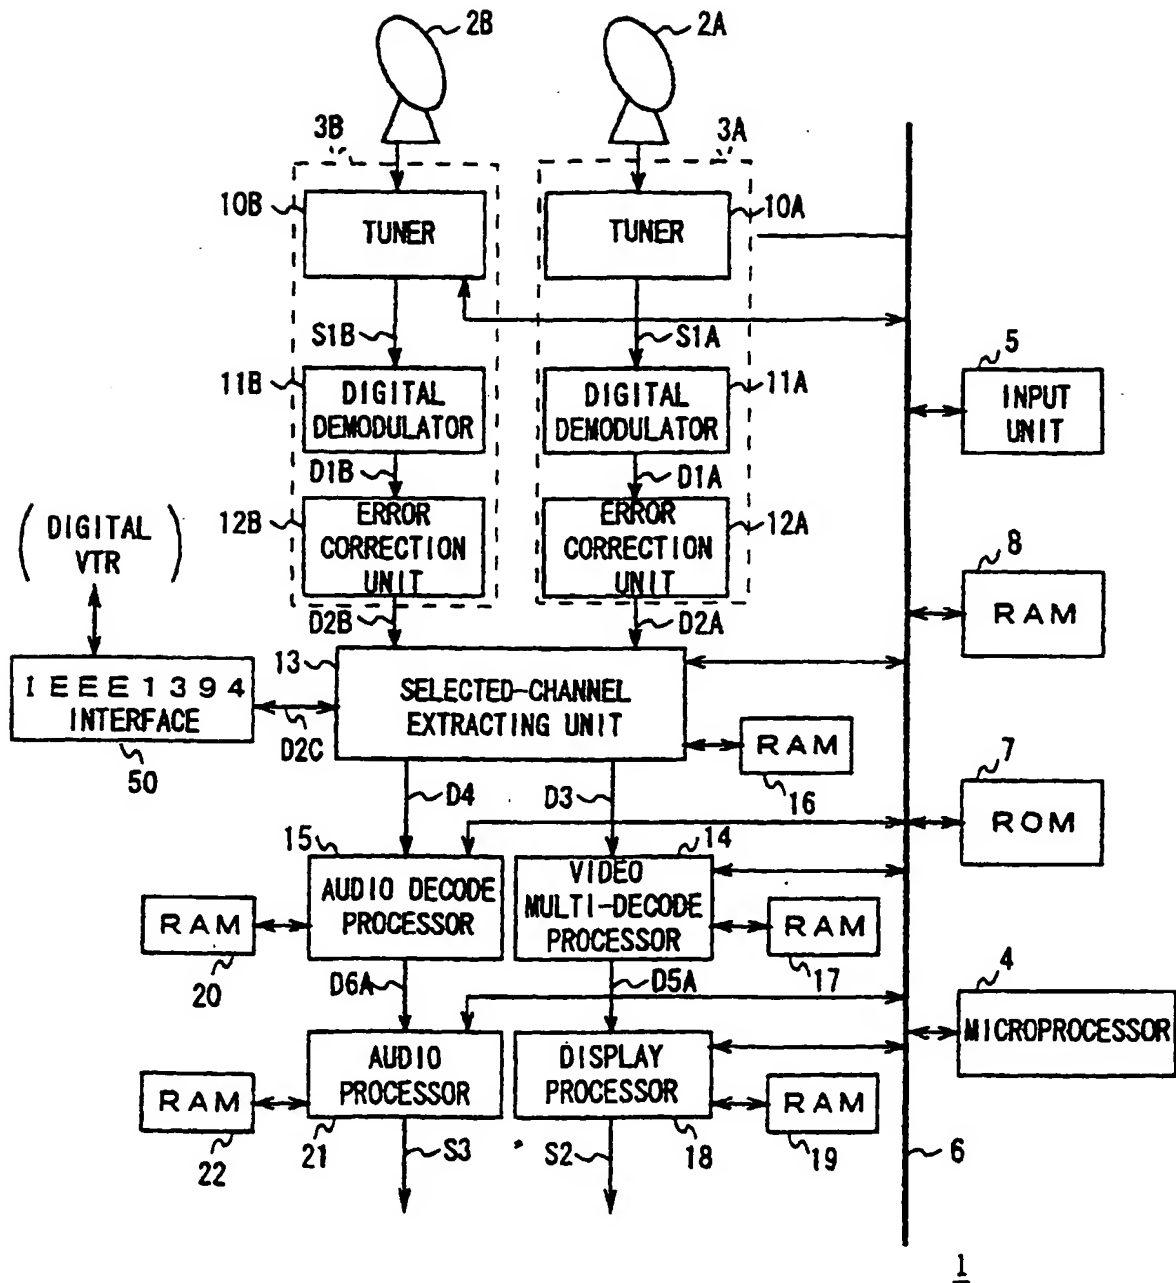 2B
2A
3B
3A
10B
TUNER
TUNER
10A
S1B
S1A
5
11B
DIGITAL
DEMODULATOR
DIGITAL
DEMODULATOR
11A
INPUT
UNIT
D1B
D1A
(DIGITAL
VTR)
12B
ERROR
CORRECTION
UNIT
ERROR
CORRECTION
UNIT
12A
8
RAM
D2B
D2A
13
IEEE1394
INTERFACE
SELECTED-CHANNEL
EXTRACTING UNIT
D2C
50
RAM
16
7
ROM
D4
D3
15
14
AUDIO DECODE
PROCESSOR
VIDEO
MULTI-DECODE
PROCESSOR
RAM
20
RAM
17
D6A
D5A
4
MICROPROCESSOR
AUDIO
PROCESSOR
DISPLAY
PROCESSOR
RAM
22
RAM
19
21
S3
S2
18
6
1